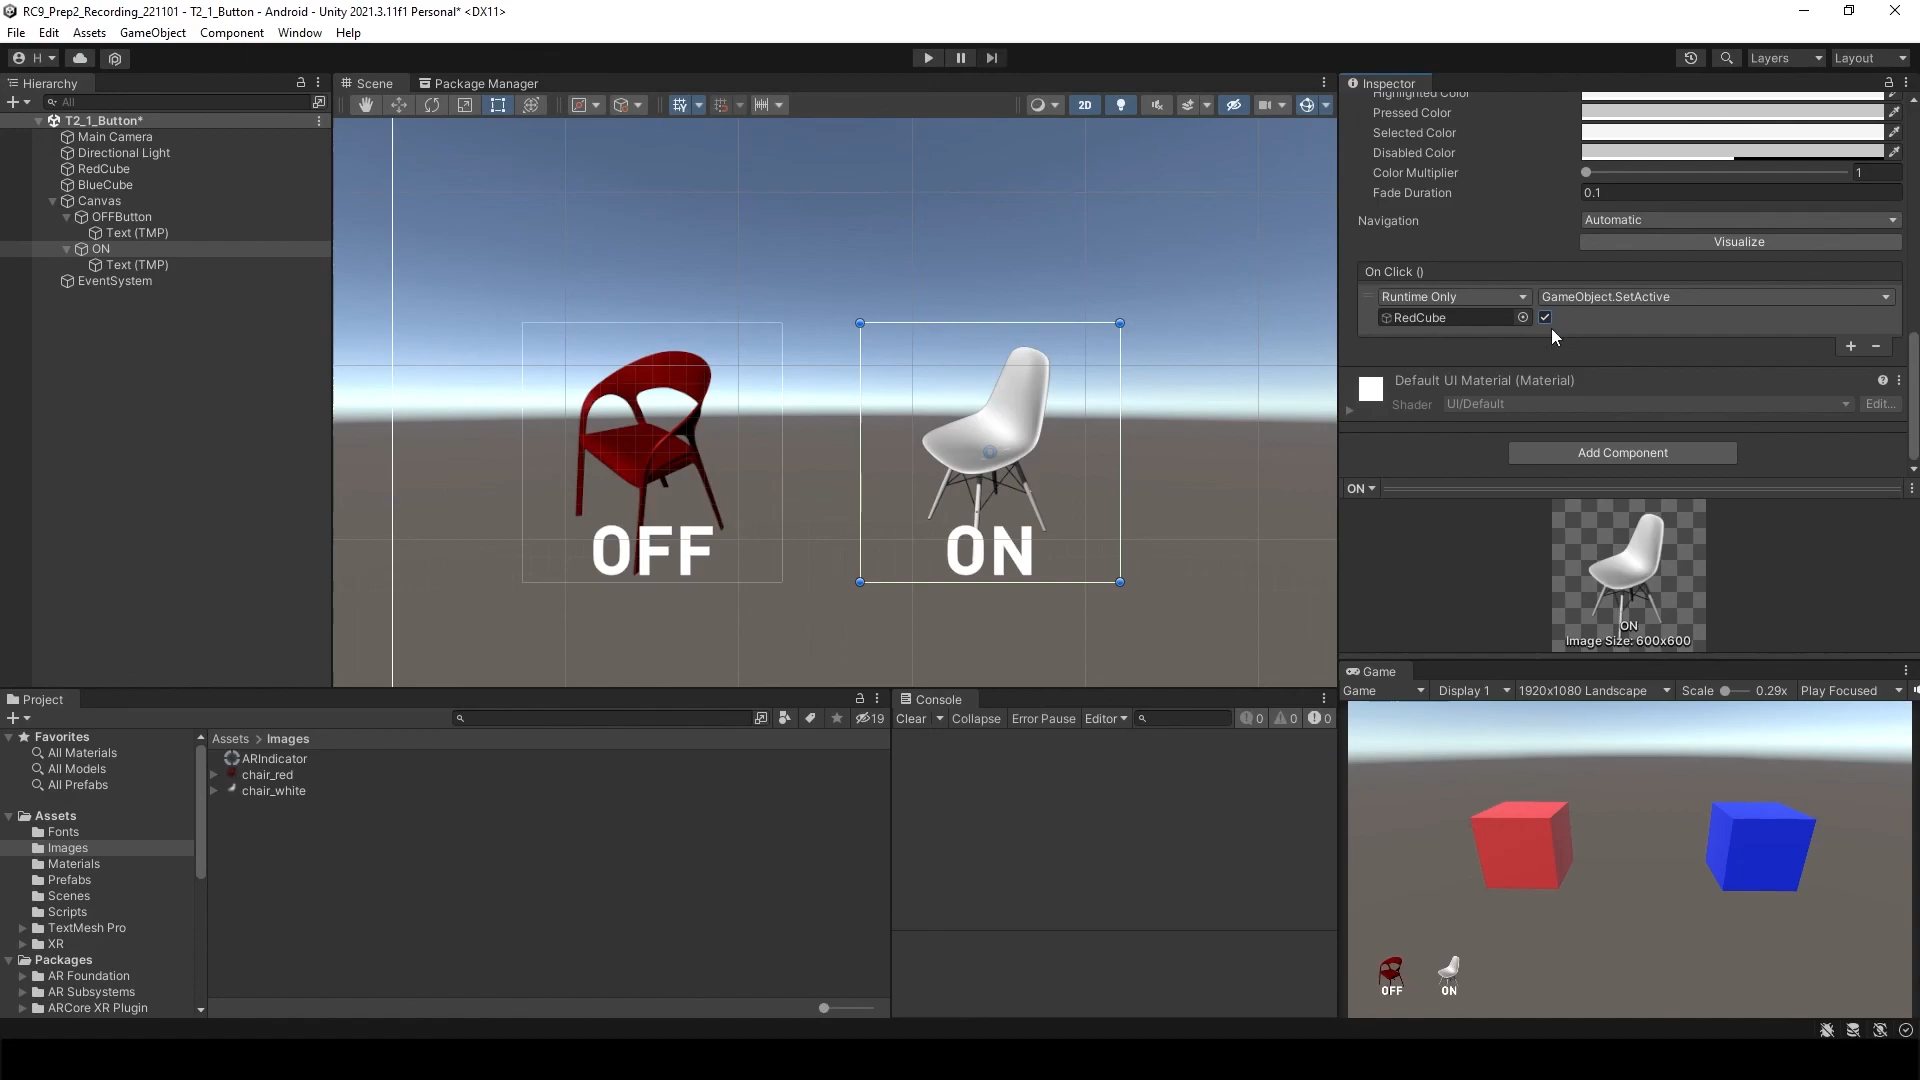 RC9_Prep2_Recording_221101 - T2_1_Button - Android - Unity 2021.3.11f1 Personal* <DX11>
File Edit Assets GameObject Component Window Help
H
Layers Layout
Hierarchy
All
T2_1_Button*
Main Camera
Directional Light
RedCube
BlueCube
Canvas
OFFButton
Text (TMP)
ON
Text (TMP)
EventSystem
Scene Package Manager
2D
OFF ON
Inspector
Highlighted Color
Pressed Color
Selected Color
Disabled Color
Color Multiplier 1
Fade Duration 0.1
Navigation Automatic
Visualize
On Click ()
Runtime Only GameObject.SetActive
RedCube
Default UI Material (Material)
Shader UI/Default Edit...
Add Component
ON
ON
Image Size: 600x600
Game
Game Display 1 1920x1080 Landscape Scale 0.29x Play Focused
OFF ON
Project
19
Favorites
All Materials
All Models
All Prefabs
Assets
Fonts
Images
Materials
Prefabs
Scenes
Scripts
TextMesh Pro
XR
Packages
AR Foundation
AR Subsystems
ARCore XR Plugin
Assets > Images
ARIndicator
chair_red
chair_white
Console
Clear Collapse Error Pause Editor 0 0 0